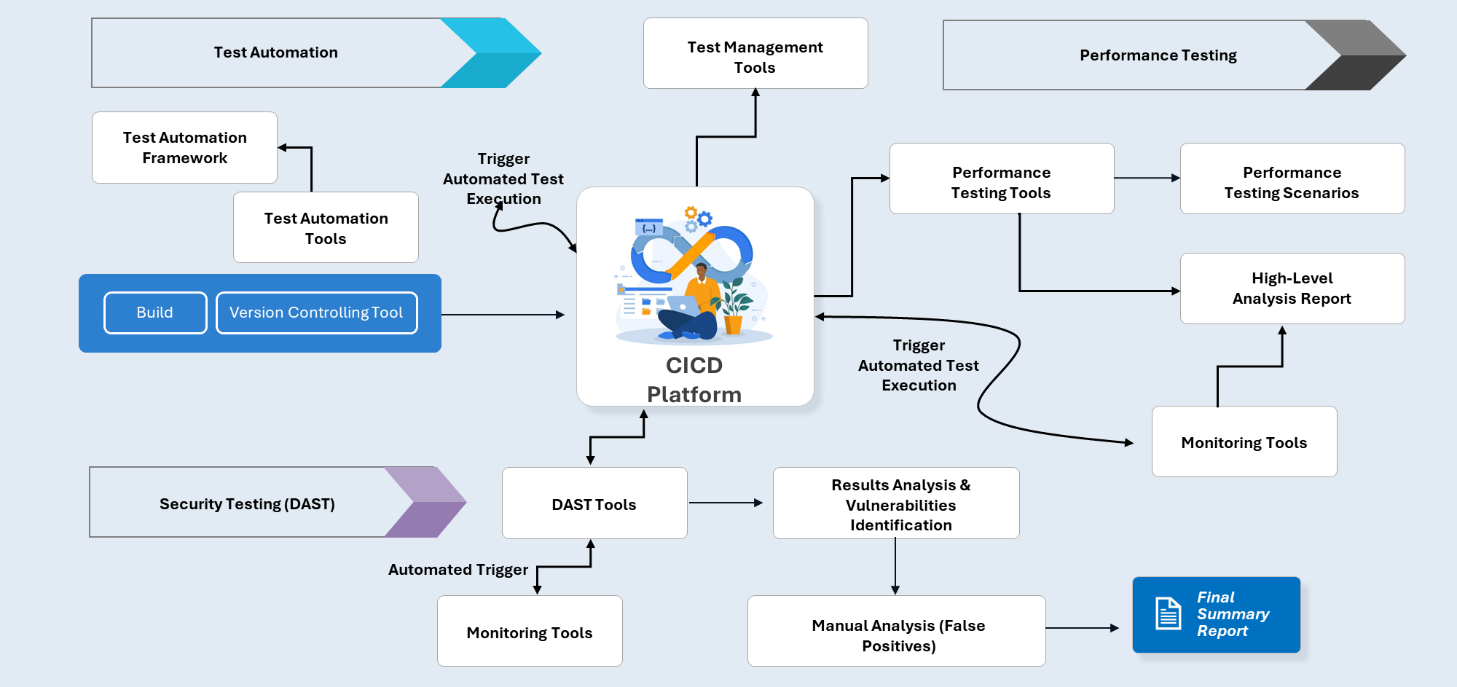 Test Automation
Test Management
Tools
Performance Testing
Test Automation
Framework
Test Automation
Tools
Trigger
Automated Test
Execution
Performance
Testing Tools
Performance
Testing Scenarios
High-Level
Analysis Report
Build
Version Controlling Tool
{...}
CICD
Platform
Trigger
Automated Test
Execution
Monitoring Tools
Security Testing (DAST)
DAST Tools
Results Analysis &
Vulnerabilities
Identification
Automated Trigger
Monitoring Tools
Manual Analysis (False
Positives)
Final
Summary
Report